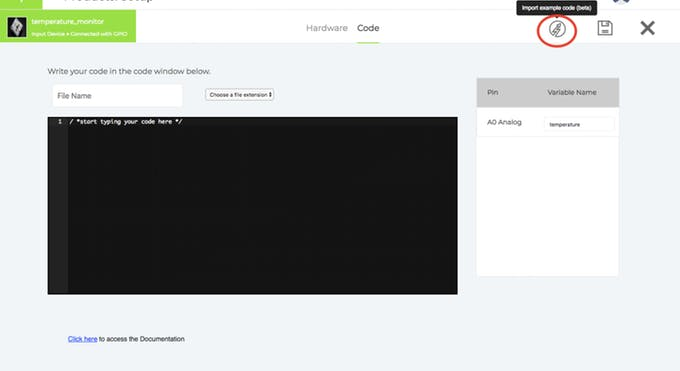 Import example code (beta)
temperature_monitor
Input Device • Connected with GPIO
Hardware
Code
Write your code in the code window below.
File Name
Choose a file extension
1 / *start typing your code here */
Pin
Variable Name
A0 Analog
temperature
Click here to access the Documentation